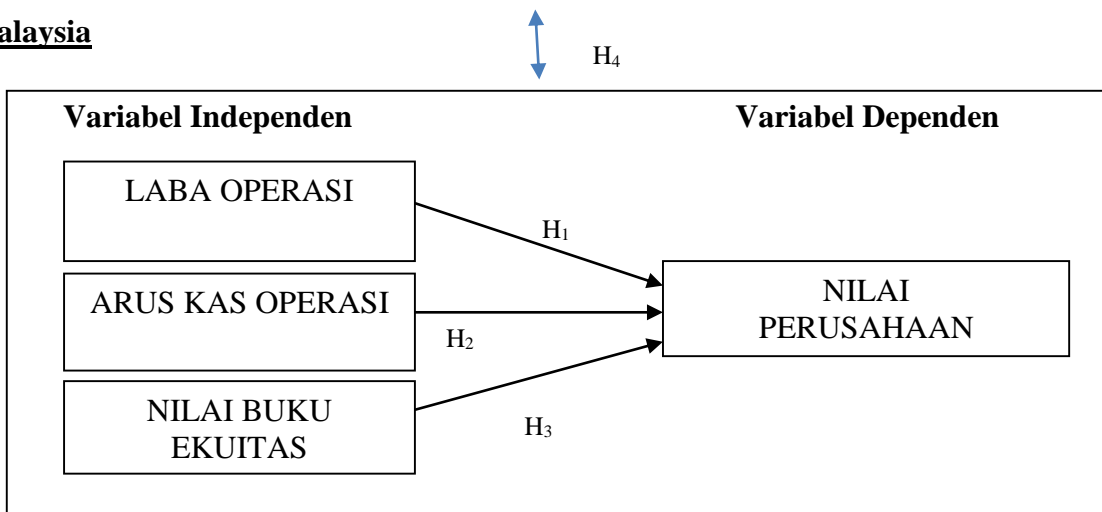 alaysia
H₄
Variabel Independen
Variabel Dependen
LABA OPERASI
H₁
ARUS KAS OPERASI
H₂
NILAI
PERUSAHAAN
NILAI BUKU
EKUITAS
H₃